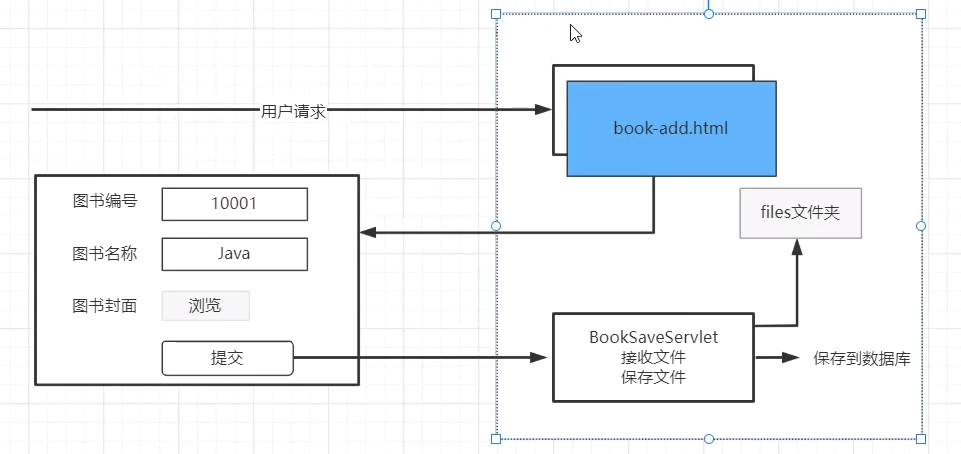 用户请求
book-add.html
图书编号
10001
图书名称
Java
图书封面
浏览
提交
files文件夹
BookSaveServlet
接收文件
保存文件
保存到数据库